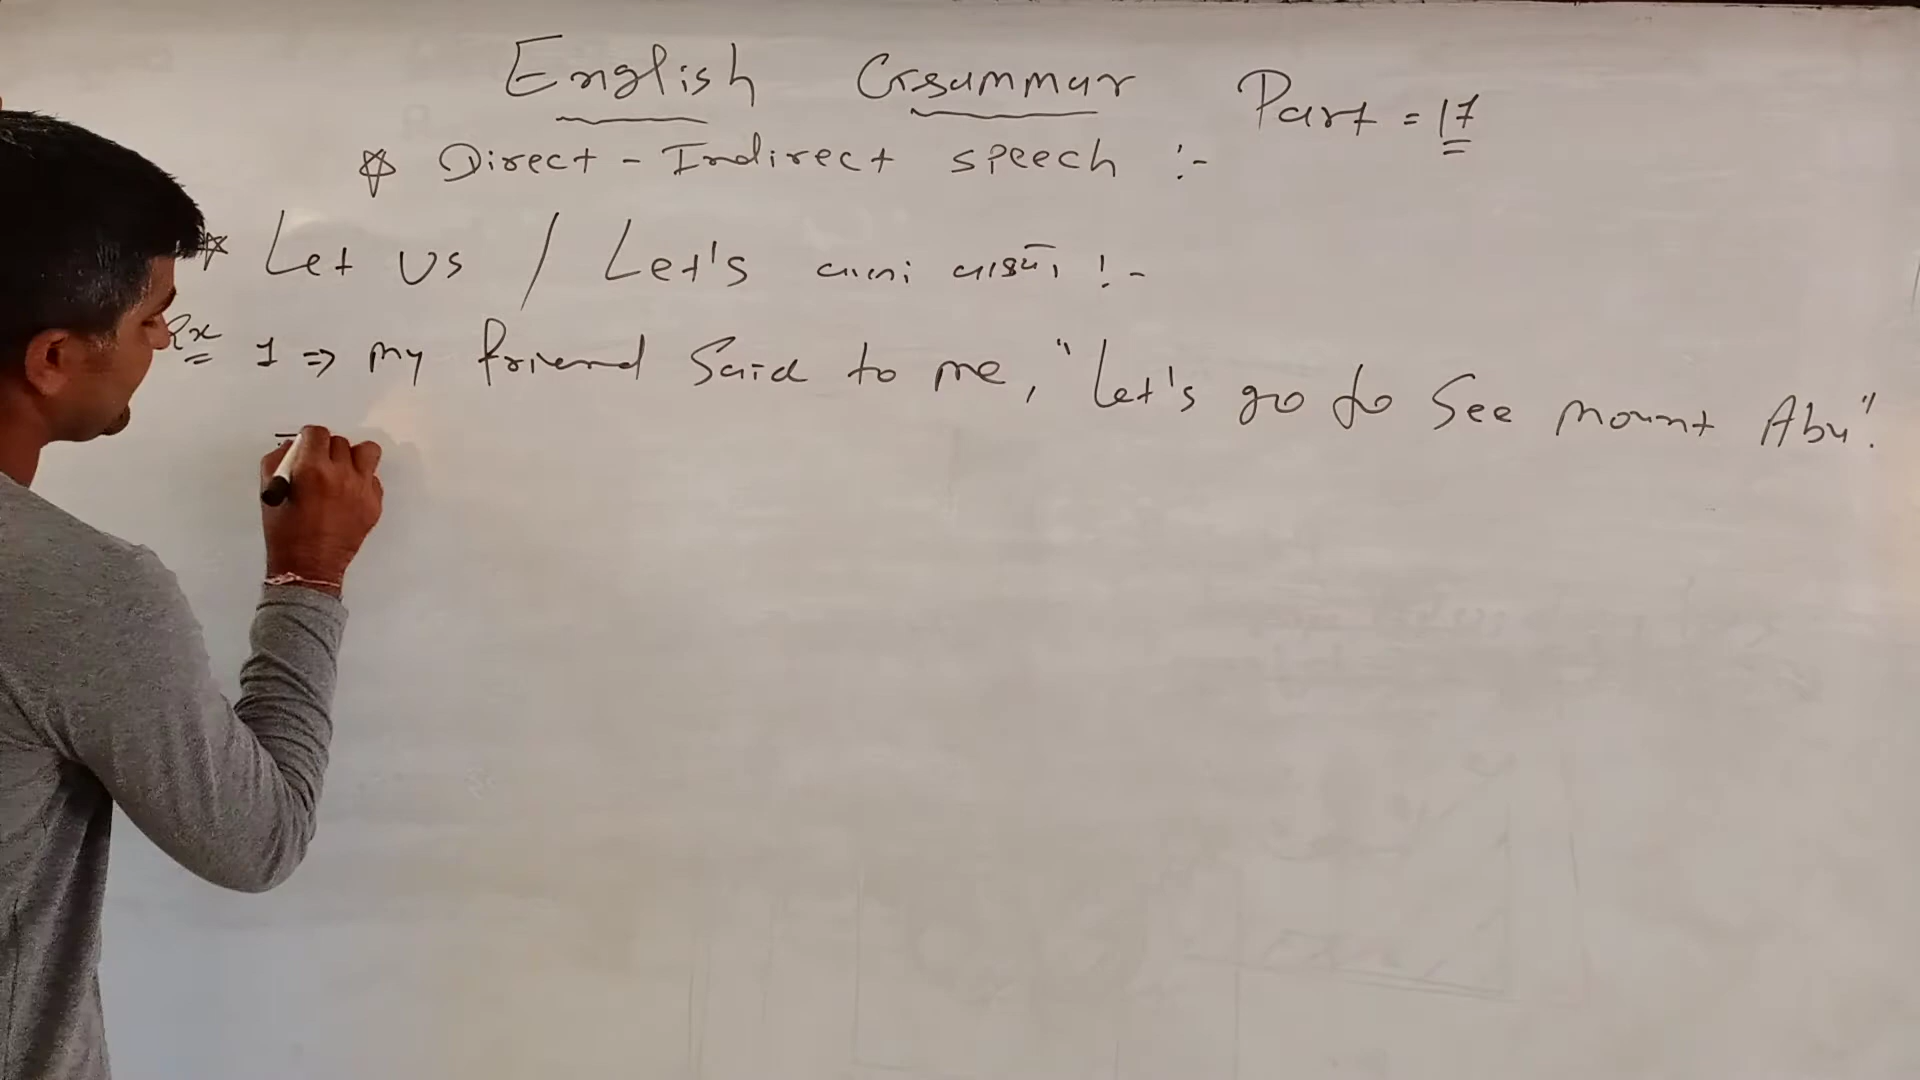 English Grammar Part = 17
* Direct - Indirect speech :-
* Let us / Let's वाला वाक्य :-
Ex 1 => my friend Said to me, "Let's go to See mount Abu".